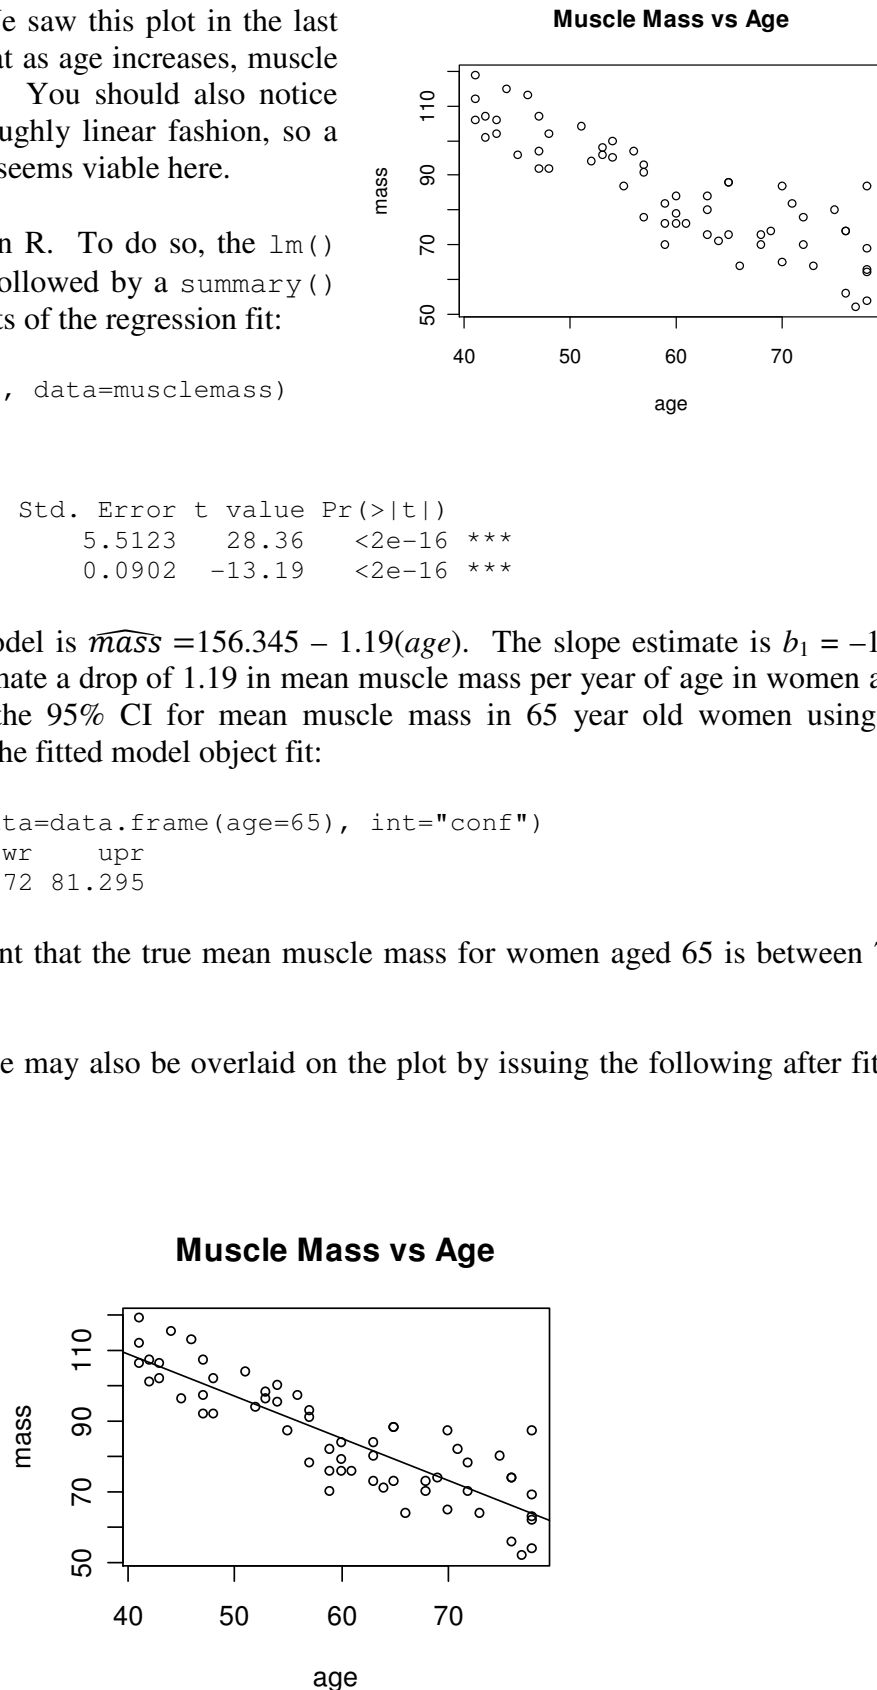 e saw this plot in the last
at as age increases, muscle
You should also notice
ughly linear fashion, so a
seems viable here.
n R. To do so, the lm()
ollowed by a summary()
ts of the regression fit:
, data=musclemass)
Muscle Mass vs Age
mass
110
90
70
50
40 50 60 70
age
Std. Error t value Pr(>|t|)
5.5123 28.36 <2e-16 ***
0.0902 -13.19 <2e-16 ***
odel is m̂ass =156.345 – 1.19(age). The slope estimate is b1 = –1
mate a drop of 1.19 in mean muscle mass per year of age in women a
the 95% CI for mean muscle mass in 65 year old women using
he fitted model object fit:
ta=data.frame(age=65), int="conf")
wr upr
72 81.295
nt that the true mean muscle mass for women aged 65 is between
e may also be overlaid on the plot by issuing the following after fit
Muscle Mass vs Age
mass
110
90
70
50
40 50 60 70
age